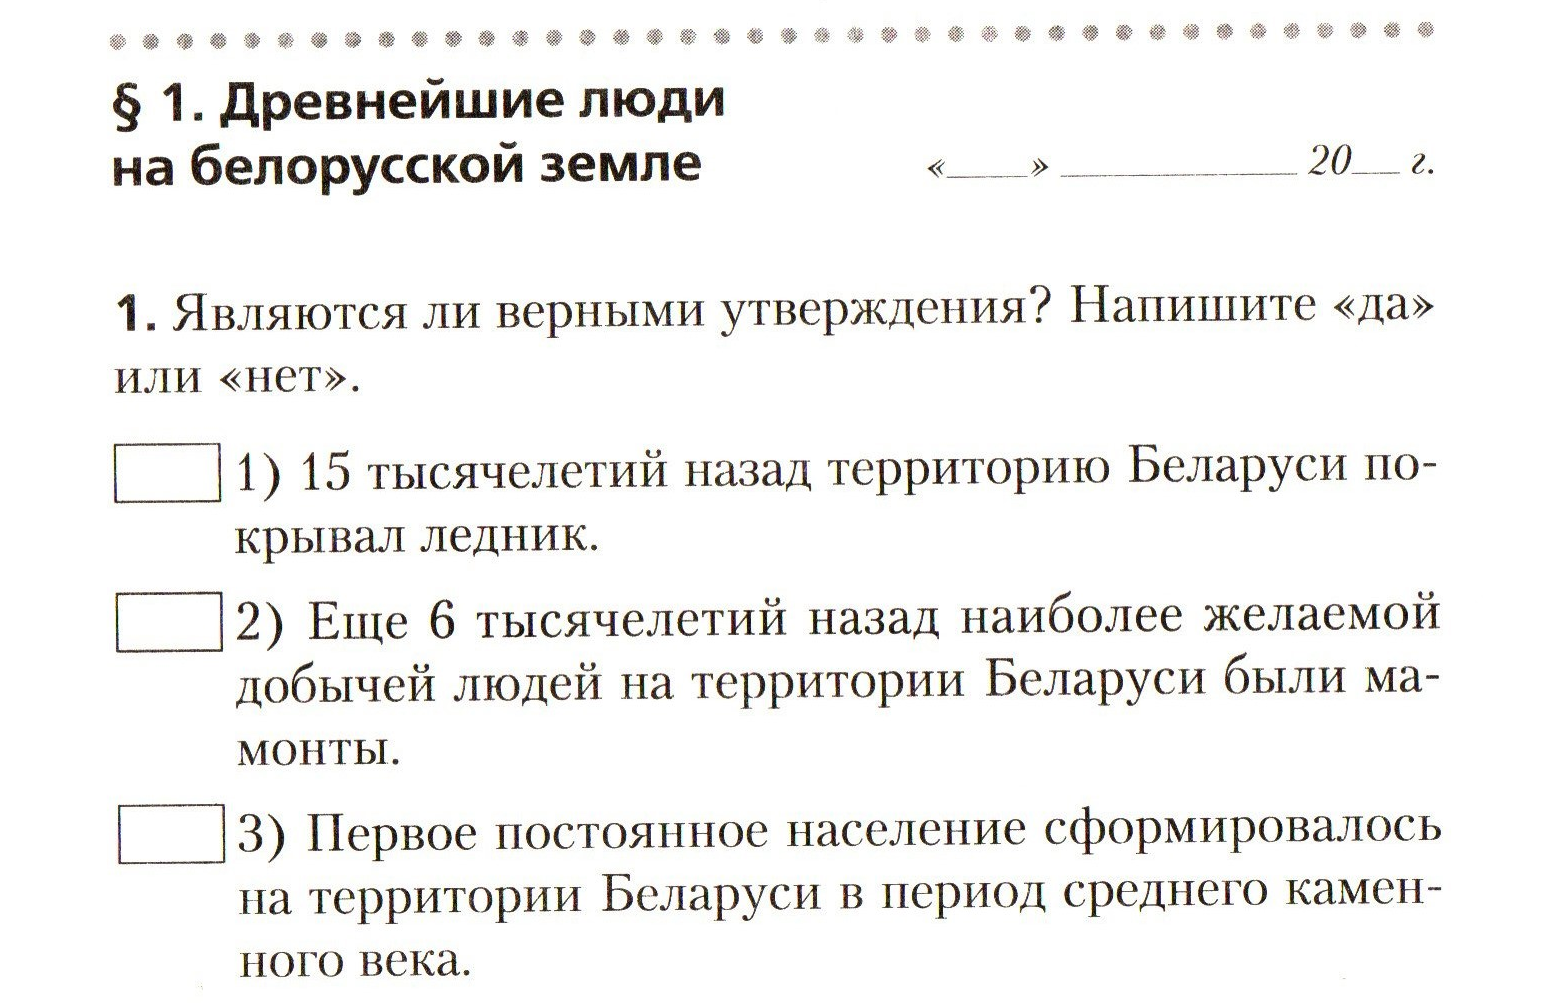 § 1. Древнейшие люди
на белорусской земле
«____» ____________ 20___ г.
1. Являются ли верными утверждения? Напишите «да»
или «нет».
1) 15 тысячелетий назад территорию Беларуси по-
крывал ледник.
2) Еще 6 тысячелетий назад наиболее желаемой
добычей людей на территории Беларуси были ма-
монты.
3) Первое постоянное население сформировалось
на территории Беларуси в период среднего камен-
ного века.